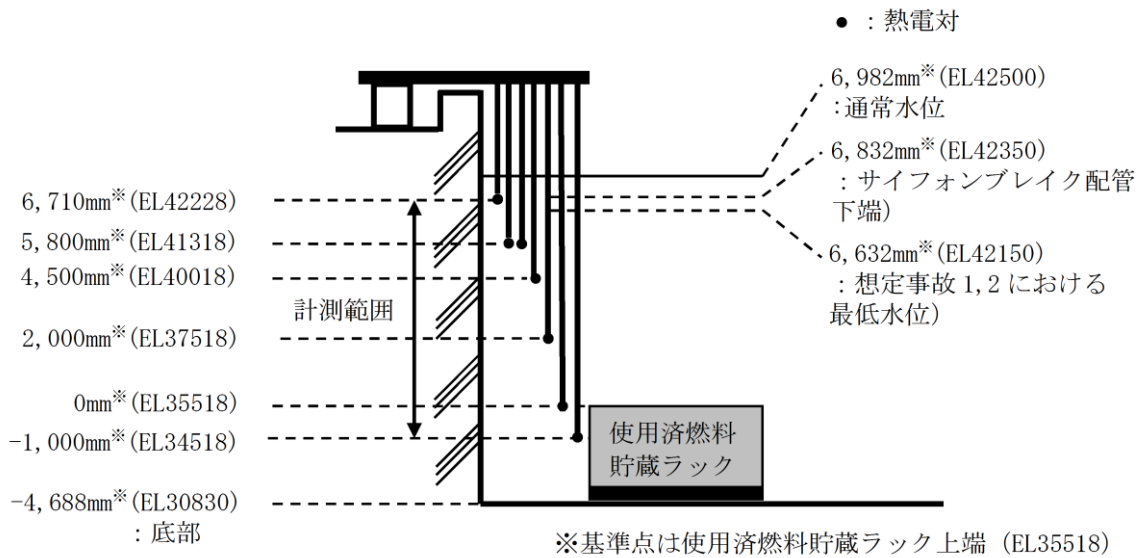 ● : 熱電対
6,982mm※(EL42500)
:通常水位
6,832mm※(EL42350)
: サイフォンブレイク配管
下端)
6,632mm※(EL42150)
: 想定事故 1,2 における
最低水位)
6,710mm※(EL42228)
5,800mm※(EL41318)
4,500mm※(EL40018)
計測範囲
2,000mm※(EL37518)
0mm※(EL35518)
-1,000mm※(EL34518)
使用済燃料
貯蔵ラック
-4,688mm※(EL30830)
: 底部
※基準点は使用済燃料貯蔵ラック上端 (EL35518)